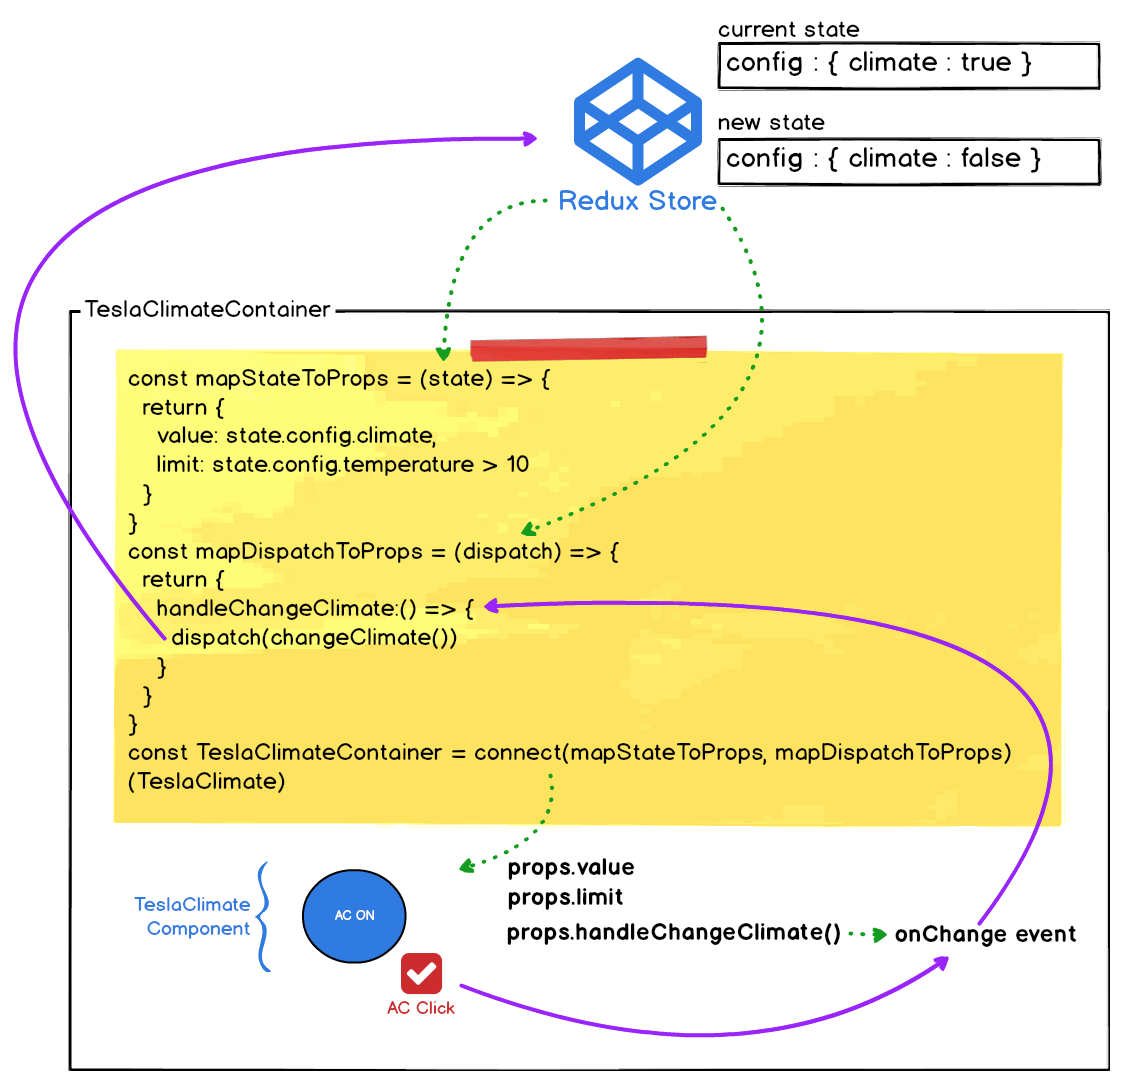 current state
config : { climate : true }
new state
config : { climate : false }
Redux Store
TeslaClimateContainer
const mapStateToProps = (state) => {
return {
value: state.config.climate,
limit: state.config.temperature > 10
}
}
const mapDispatchToProps = (dispatch) => {
return {
handleChangeClimate:() => {
dispatch(changeClimate())
}
}
}
const TeslaClimateContainer = connect(mapStateToProps, mapDispatchToProps)
(TeslaClimate)
TeslaClimate
Component
AC ON
AC Click
props.value
props.limit
props.handleChangeClimate()
onChange event